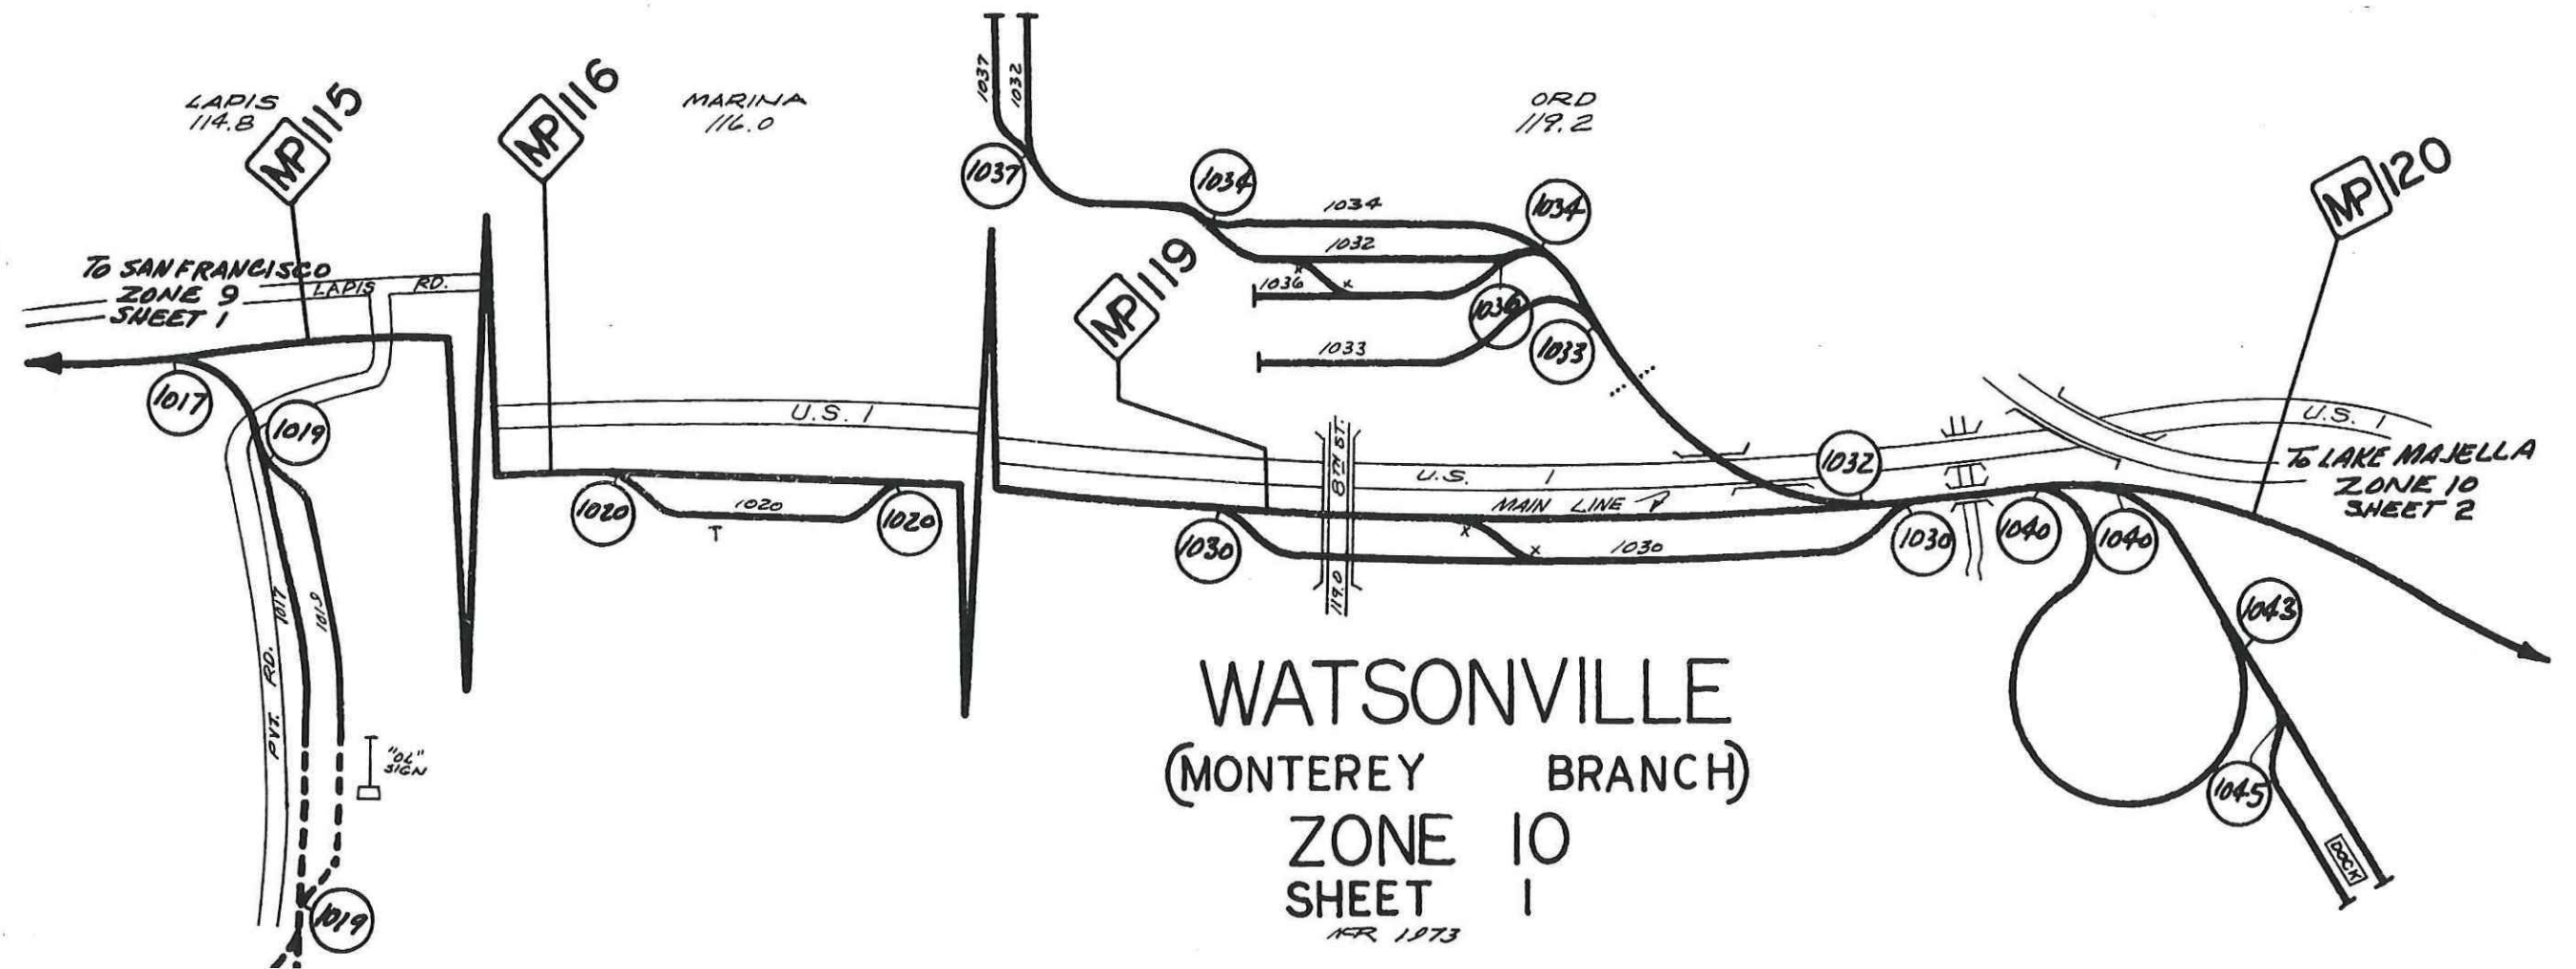 LAPIS
114.8
MP 115
MP 116
MARINA
116.0
1037
1032
1037
1034
1034
1034
1032
1036
1036
1033
1033
ORD
119.2
MP 119
MP 120
TO SAN FRANCISCO
ZONE 9
SHEET 1
LAPIS RD.
1017
1019
1017
1019
PVT. RD.
"OL"
SIGN
1019
U.S. 1
1020
1020
1020
T
8TH ST.
119.0
U.S. 1
MAIN LINE
1032
1030
1030
1030
1040
1040
U.S. 1
TO LAKE MAJELLA
ZONE 10
SHEET 2
1043
1045
DOCK
WATSONVILLE
(MONTEREY BRANCH)
ZONE 10
SHEET 1
1973